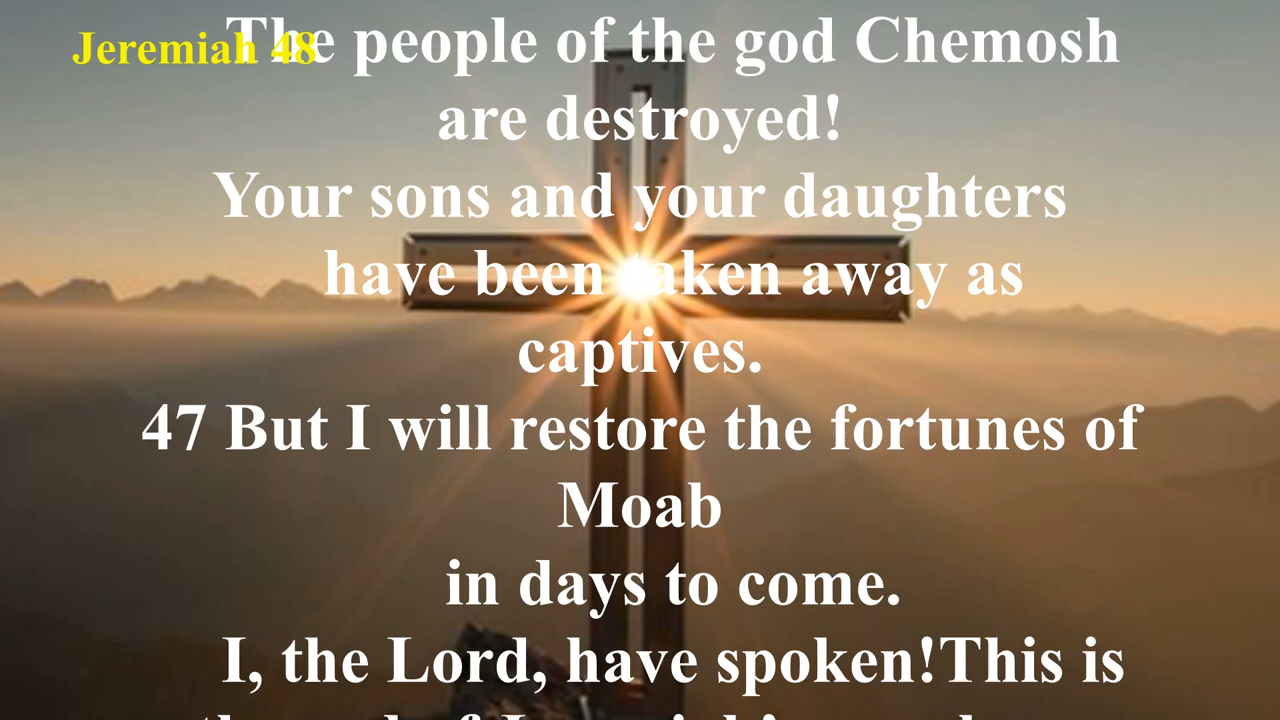 Jeremiah 48
The people of the god Chemosh
are destroyed!
Your sons and your daughters
have been taken away as
captives.
47 But I will restore the fortunes of
Moab
in days to come.
I, the Lord, have spoken!This is